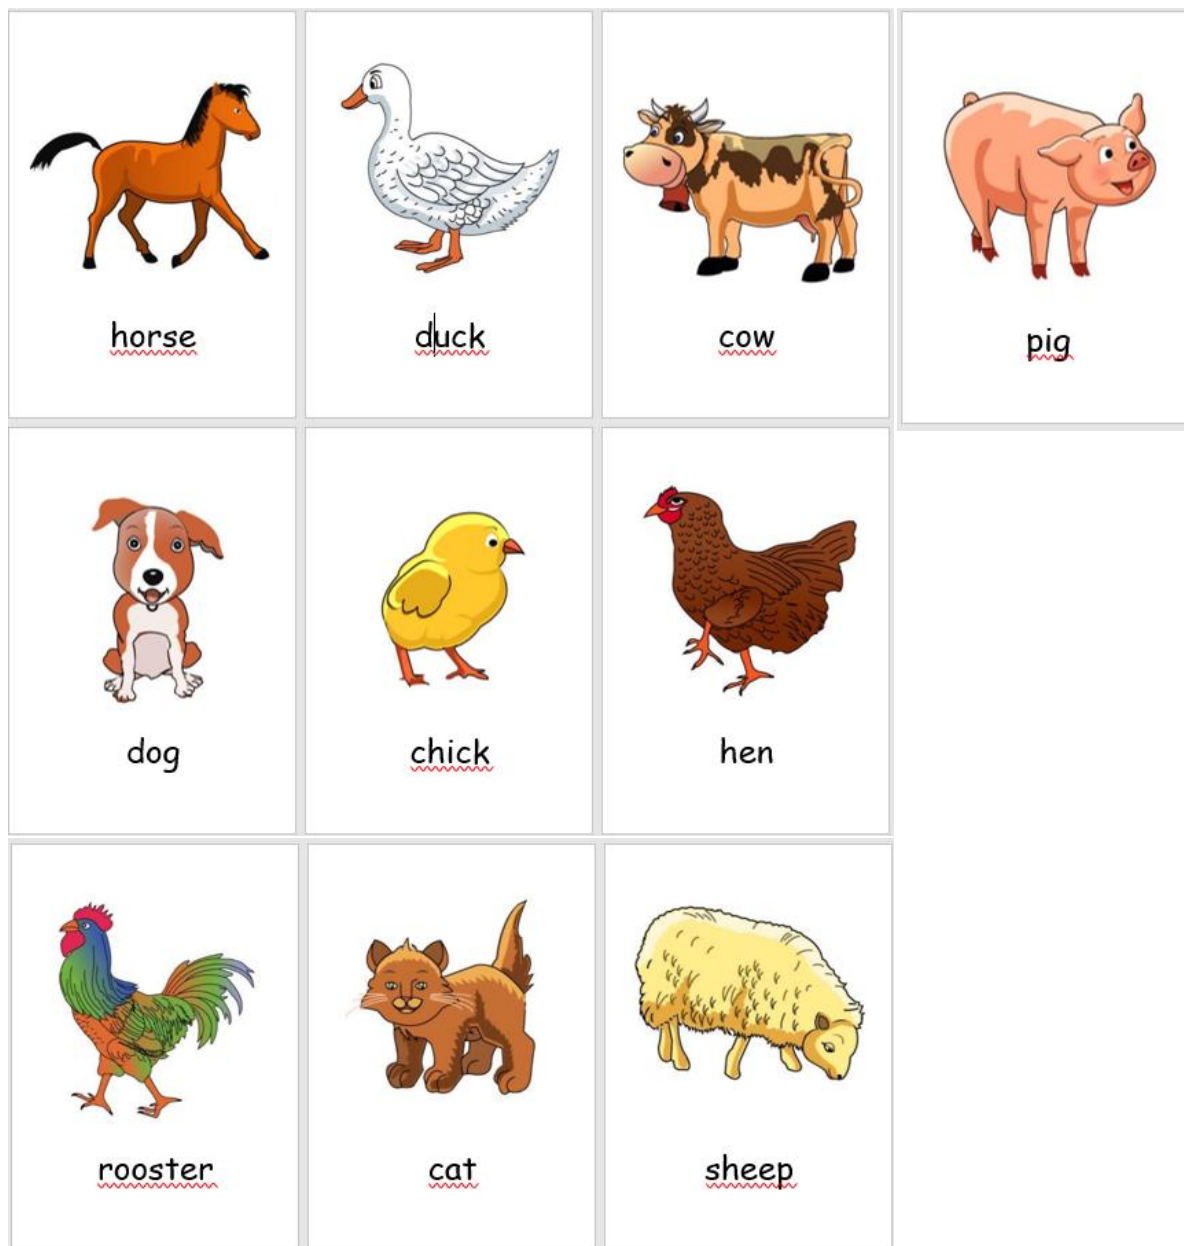 horse
duck
cow
pig
dog
chick
hen
rooster
cat
sheep